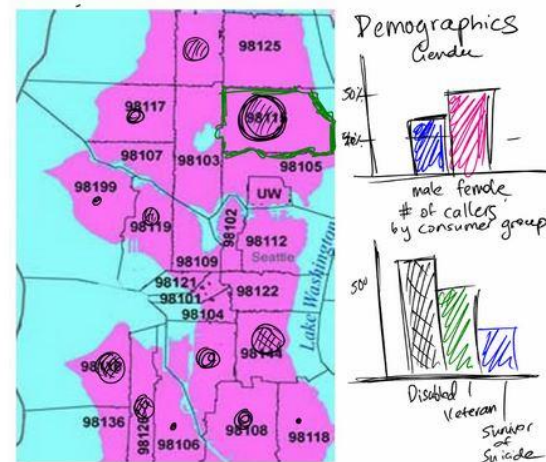 98125
98117
98115
98107
98103
98105
98199
UW
98119
98102
98112
Seattle
98109
98121
98101
98122
98104
Lake Washington
98144
98136
98126
98106
98108
98118
Demographics
Gender
50%
male female
# of callers
by consumer group
500
Disabled
Veteran
Survivor
of
Suicide